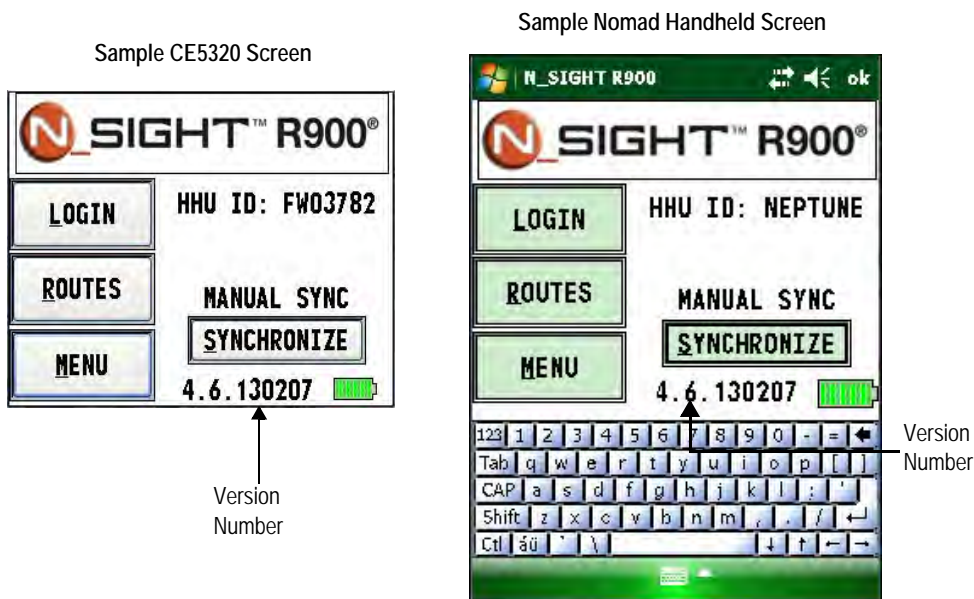 Sample CE5320 Screen
N_SIGHT™ R900®
LOGIN
HHU ID: FW03782
ROUTES
MANUAL SYNC
SYNCHRONIZE
MENU
4.6.130207
Version
Number
Sample Nomad Handheld Screen
N_SIGHT R900
ok
N_SIGHT™ R900®
LOGIN
HHU ID: NEPTUNE
ROUTES
MANUAL SYNC
SYNCHRONIZE
MENU
4.6.130207
123 1 2 3 4 5 6 7 8 9 0 - =
Tab q w e r t y u i o p [ ]
CAP a s d f g h j k l ; '
Shift z x c v b n m , . /
Ctl áü ` \
Version
Number